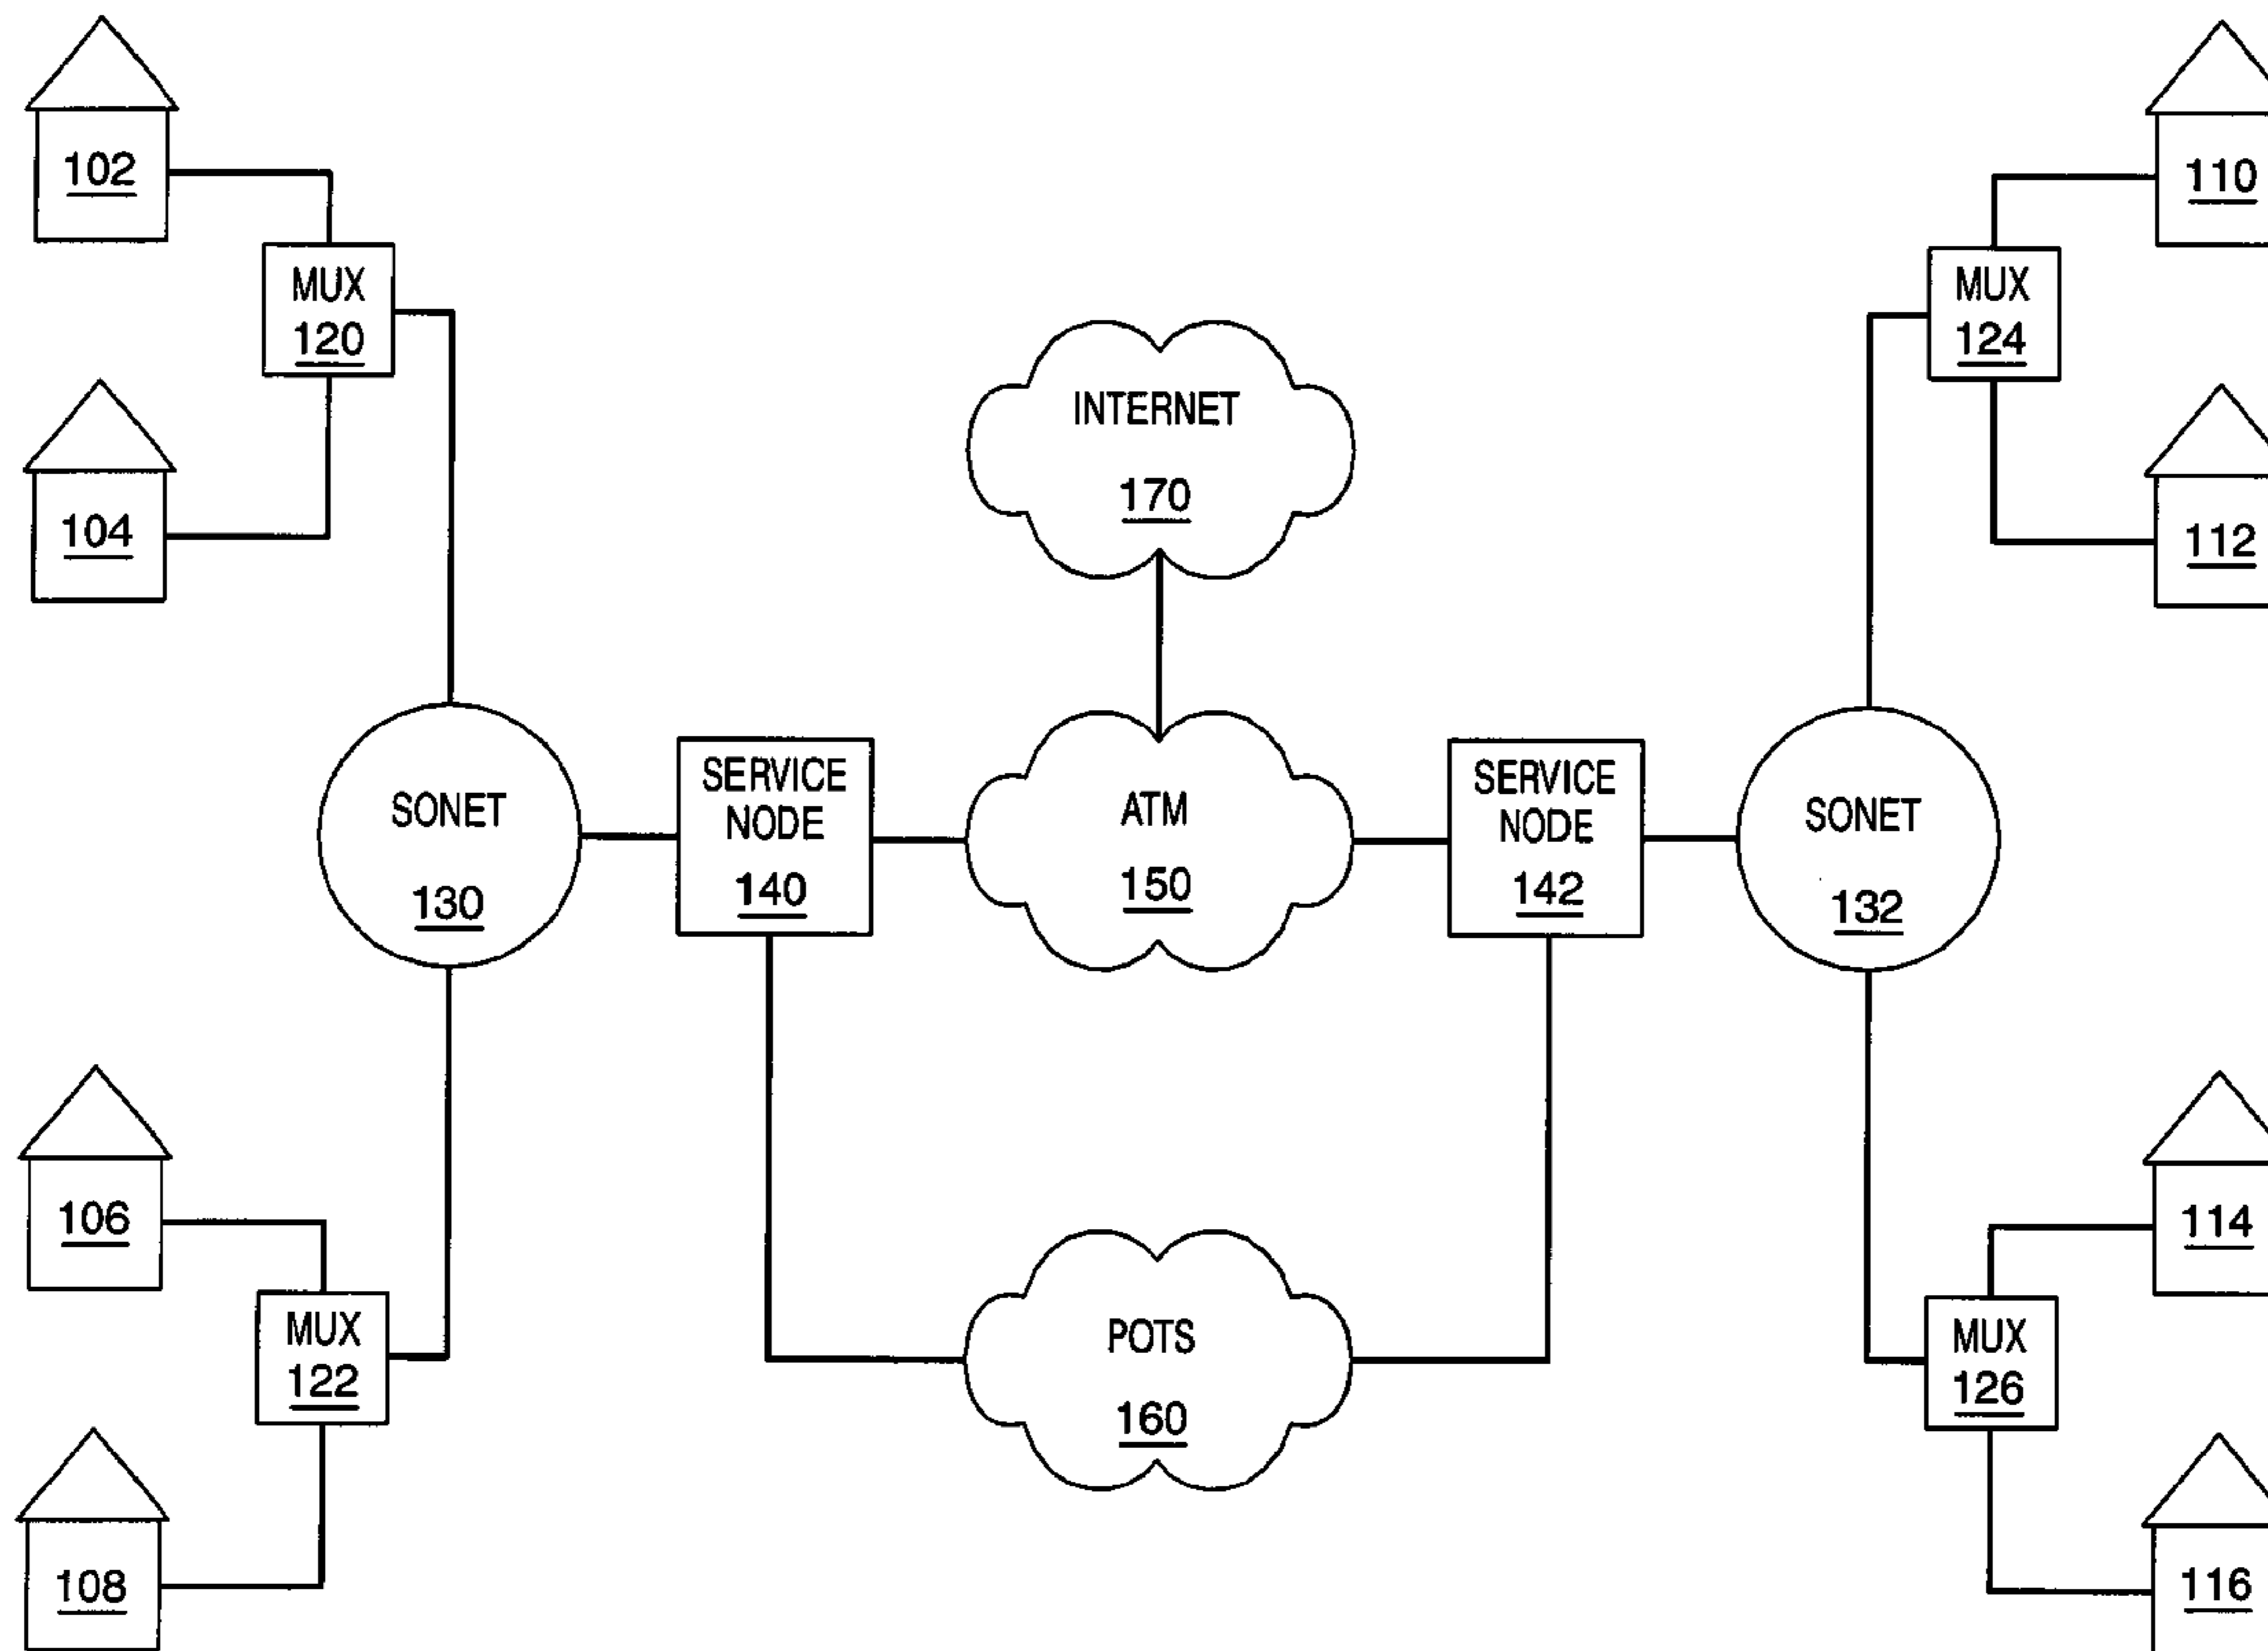 102
110
MUX
120
MUX
124
INTERNET
170
104
112
SONET
130
SERVICE
NODE
140
ATM
150
SERVICE
NODE
142
SONET
132
106
114
MUX
122
POTS
160
MUX
126
108
116